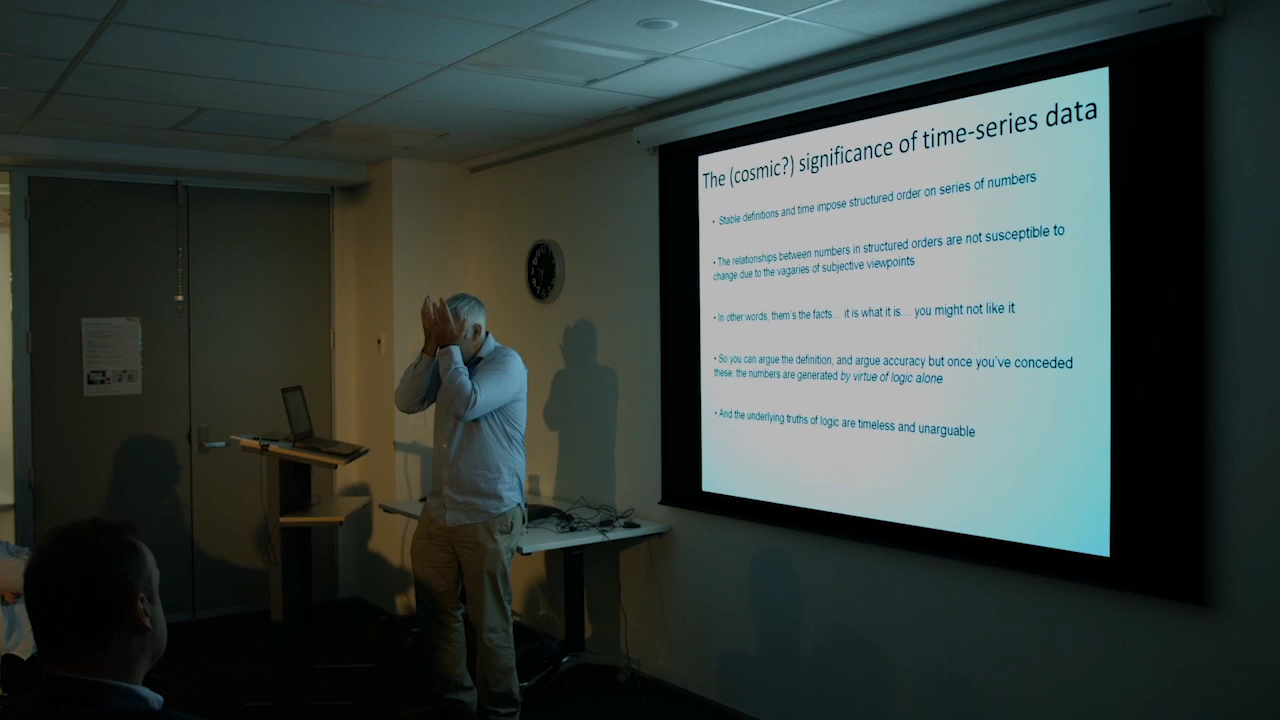 The (cosmic?) significance of time-series data
• Stable definitions and time impose structured order on series of numbers
• The relationships between numbers in structured orders are not susceptible to
change due to the vagaries of subjective viewpoints
• In other words, them's the facts… it is what it is… you might not like it
• So you can argue the definition, and argue accuracy but once you've conceded
these, the numbers are generated by virtue of logic alone
• And the underlying truths of logic are timeless and unarguable